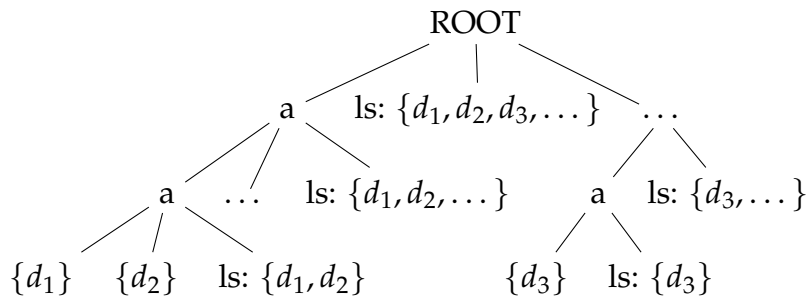 ROOT
a ls: {d₁, d₂, d₃, . . . } . . .
a . . . ls: {d₁, d₂, . . . } a ls: {d₃, . . . }
{d₁} {d₂} ls: {d₁, d₂} {d₃} ls: {d₃}